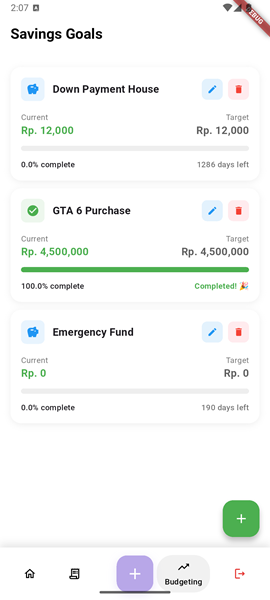 2:07
DEBUG
Savings Goals
Down Payment House
Current Target
Rp. 12,000 Rp. 12,000
0.0% complete 1286 days left
GTA 6 Purchase
Current Target
Rp. 4,500,000 Rp. 4,500,000
100.0% complete Completed! 🎉
Emergency Fund
Current Target
Rp. 0 Rp. 0
0.0% complete 190 days left
Budgeting